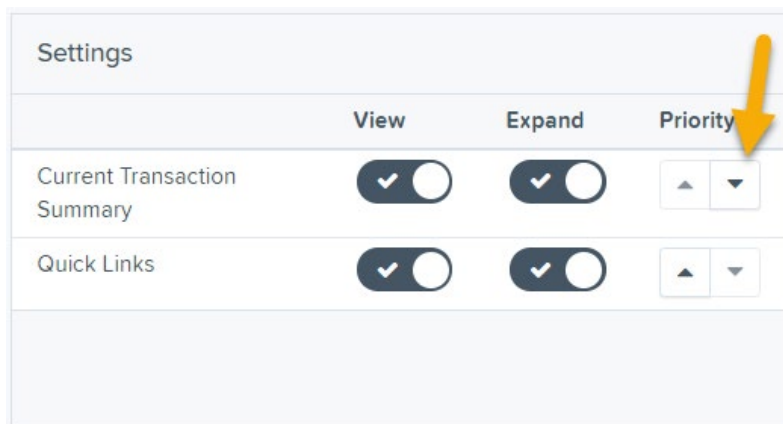 Settings
View Expand Priority
Current Transaction
Summary
Quick Links